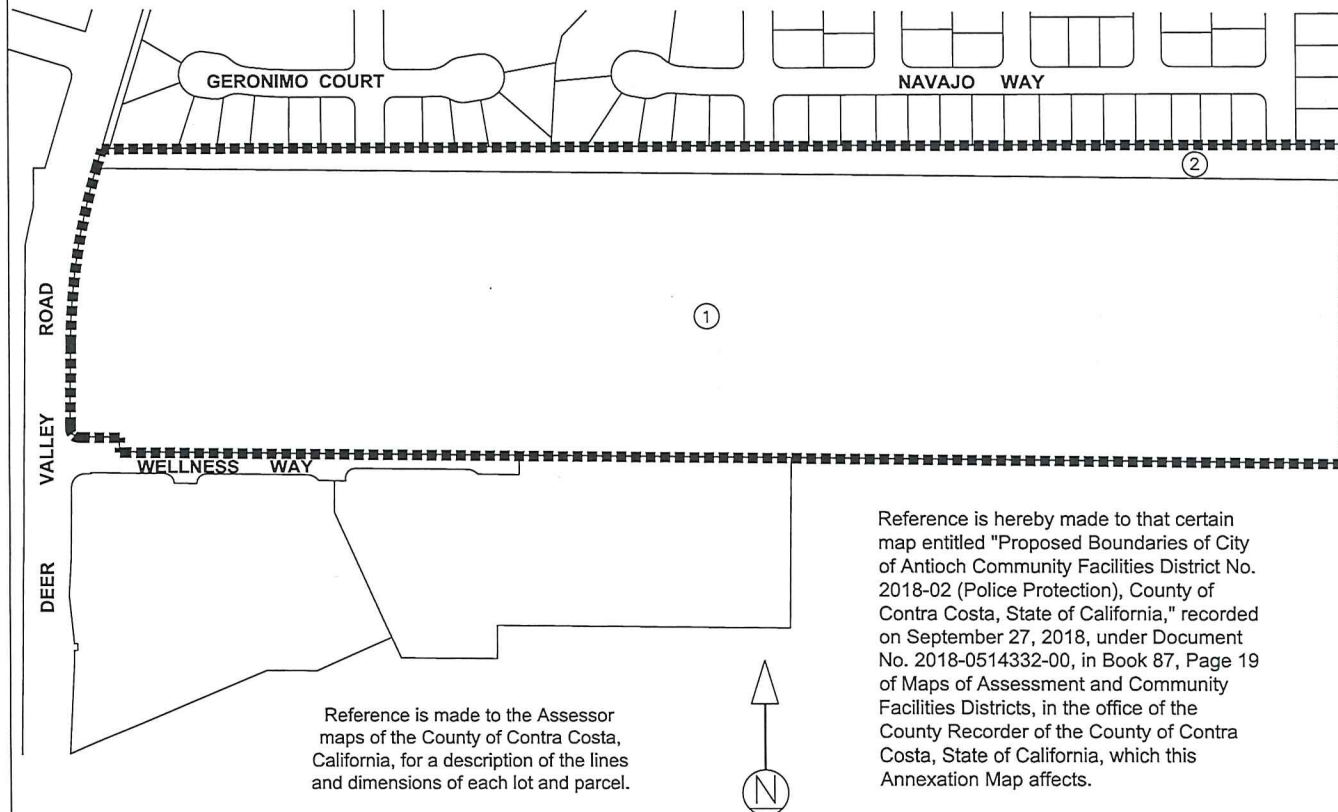 GERONIMO COURT
NAVAJO WAY
2
1
DEER VALLEY ROAD
WELLNESS WAY
Reference is hereby made to that certain
map entitled "Proposed Boundaries of City
of Antioch Community Facilities District No.
2018-02 (Police Protection), County of
Contra Costa, State of California," recorded
on September 27, 2018, under Document
No. 2018-0514332-00, in Book 87, Page 19
of Maps of Assessment and Community
Facilities Districts, in the office of the
County Recorder of the County of Contra
Costa, State of California, which this
Annexation Map affects.
Reference is made to the Assessor
maps of the County of Contra Costa,
California, for a description of the lines
and dimensions of each lot and parcel.
N